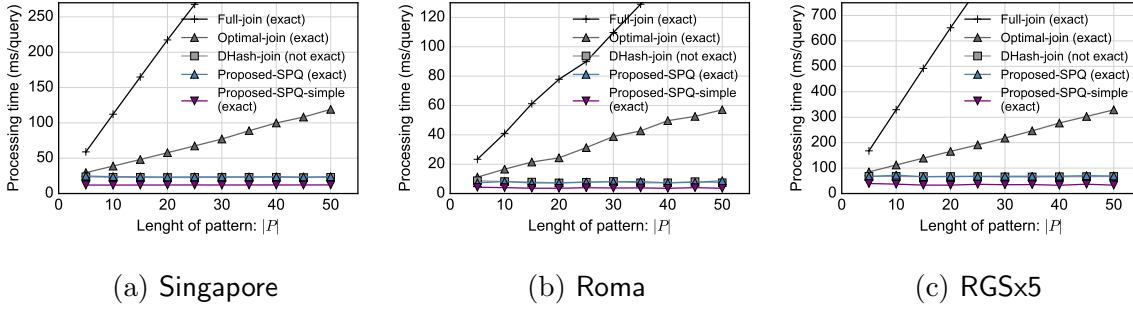 250
200
150
100
50
0
Processing time (ms/query)
Full-join (exact)
Optimal-join (exact)
DHash-join (not exact)
Proposed-SPQ (exact)
Proposed-SPQ-simple
(exact)
0 10 20 30 40 50
Lenght of pattern: |P|
(a) Singapore
120
100
80
60
40
20
0
Processing time (ms/query)
Full-join (exact)
Optimal-join (exact)
DHash-join (not exact)
Proposed-SPQ (exact)
Proposed-SPQ-simple
(exact)
0 10 20 30 40 50
Lenght of pattern: |P|
(b) Roma
700
600
500
400
300
200
100
0
Processing time (ms/query)
Full-join (exact)
Optimal-join (exact)
DHash-join (not exact)
Proposed-SPQ (exact)
Proposed-SPQ-simple
(exact)
0 10 20 30 40 50
Lenght of pattern: |P|
(c) RGSx5